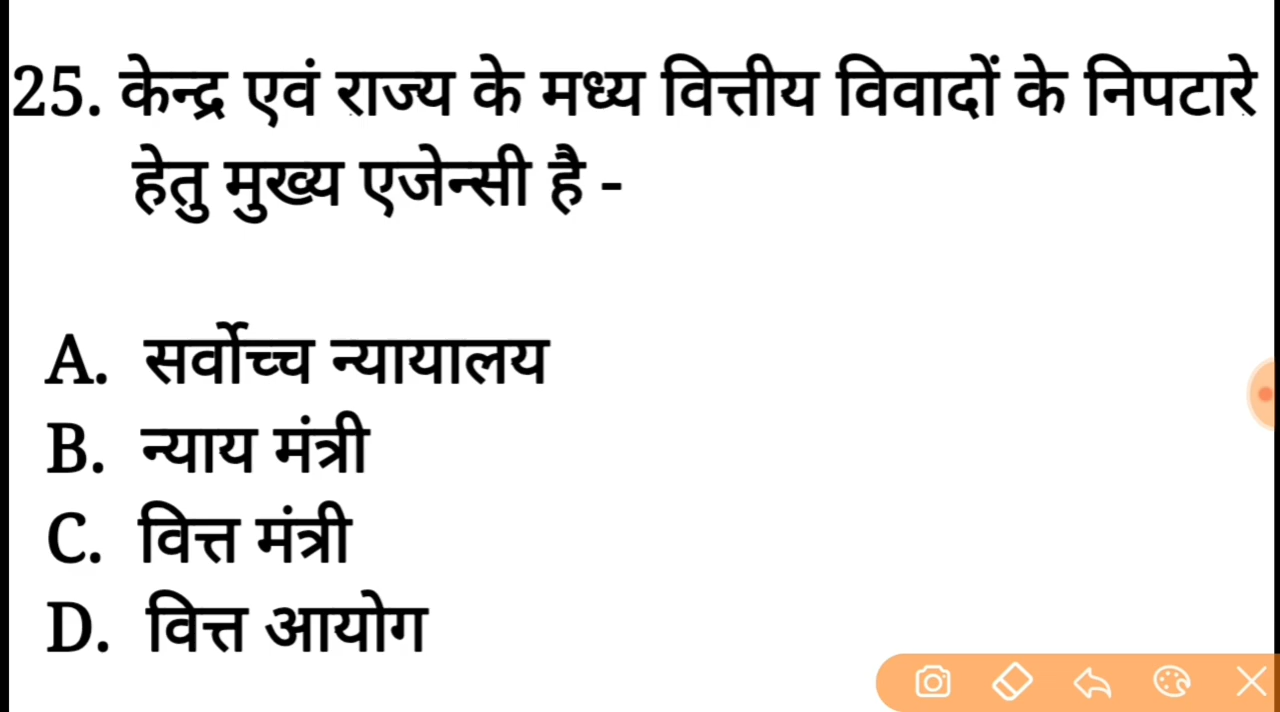 25. केन्द्र एवं राज्य के मध्य वित्तीय विवादों के निपटारे
हेतु मुख्य एजेन्सी है -
A. सर्वोच्च न्यायालय
B. न्याय मंत्री
C. वित्त मंत्री
D. वित्त आयोग